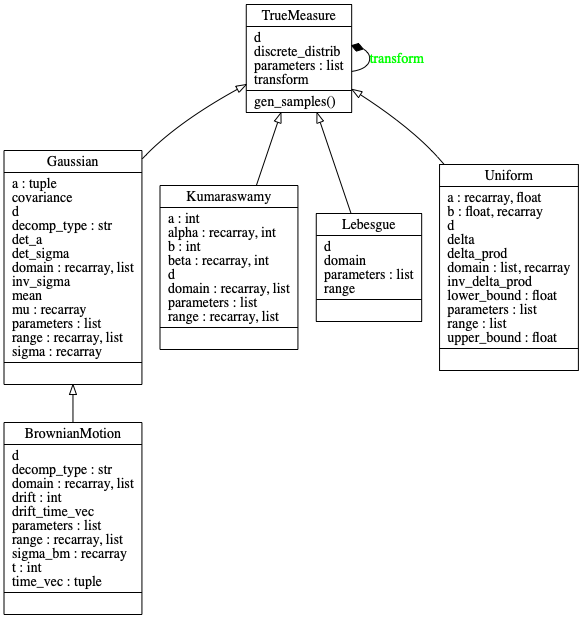 TrueMeasure
d
discrete_distrib
parameters : list
transform
gen_samples()
transform
Gaussian
a : tuple
covariance
d
decomp_type : str
det_a
det_sigma
domain : recarray, list
inv_sigma
mean
mu : recarray
parameters : list
range : recarray, list
sigma : recarray
Kumaraswamy
a : int
alpha : recarray, int
b : int
beta : recarray, int
d
domain : recarray, list
parameters : list
range : recarray, list
Lebesgue
d
domain
parameters : list
range
Uniform
a : recarray, float
b : float, recarray
d
delta
delta_prod
domain : list, recarray
inv_delta_prod
lower_bound : float
parameters : list
range : list
upper_bound : float
BrownianMotion
d
decomp_type : str
domain : recarray, list
drift : int
drift_time_vec
parameters : list
range : recarray, list
sigma_bm : recarray
t : int
time_vec : tuple